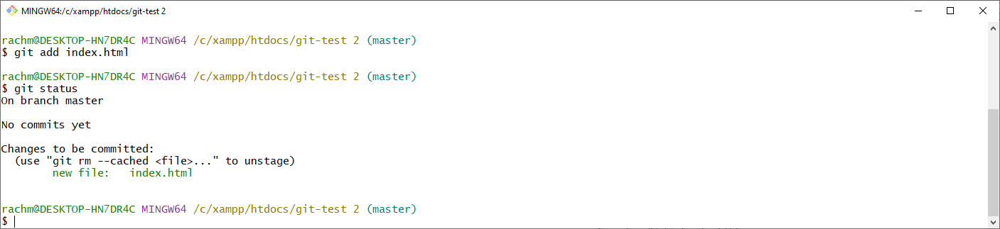 MINGW64:/c/xampp/htdocs/git-test 2
rachm@DESKTOP-HN7DR4C MINGW64 /c/xampp/htdocs/git-test 2 (master)
$ git add index.html
rachm@DESKTOP-HN7DR4C MINGW64 /c/xampp/htdocs/git-test 2 (master)
$ git status
On branch master
No commits yet
Changes to be committed:
  (use "git rm --cached <file>..." to unstage)
        new file:   index.html
rachm@DESKTOP-HN7DR4C MINGW64 /c/xampp/htdocs/git-test 2 (master)
$